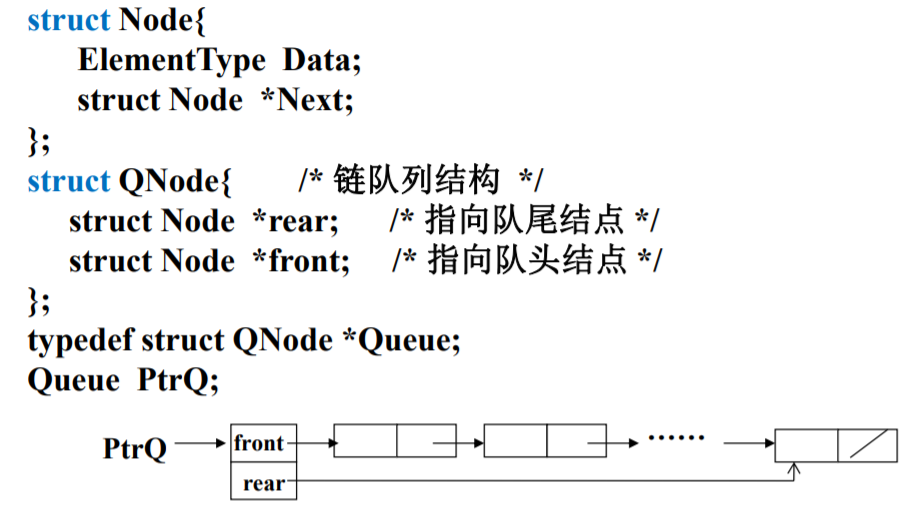 struct Node{
ElementType Data;
struct Node *Next;
};
struct QNode{ /* 链队列结构 */
struct Node *rear; /* 指向队尾结点 */
struct Node *front; /* 指向队头结点 */
};
typedef struct QNode *Queue;
Queue PtrQ;
PtrQ front ······
rear